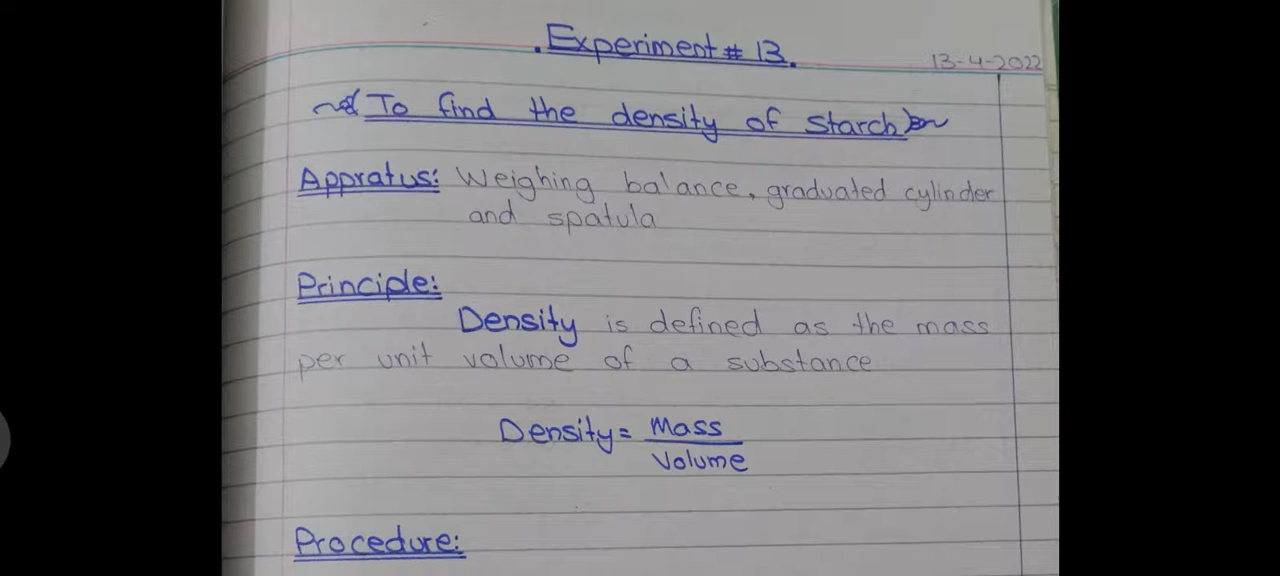 Experiment # 13.
13-4-2022
To find the density of starch
Appratus: Weighing balance, graduated cylinder
and spatula
Principle:
Density is defined as the mass
per unit volume of a substance
Density = Mass
Volume
Procedure: